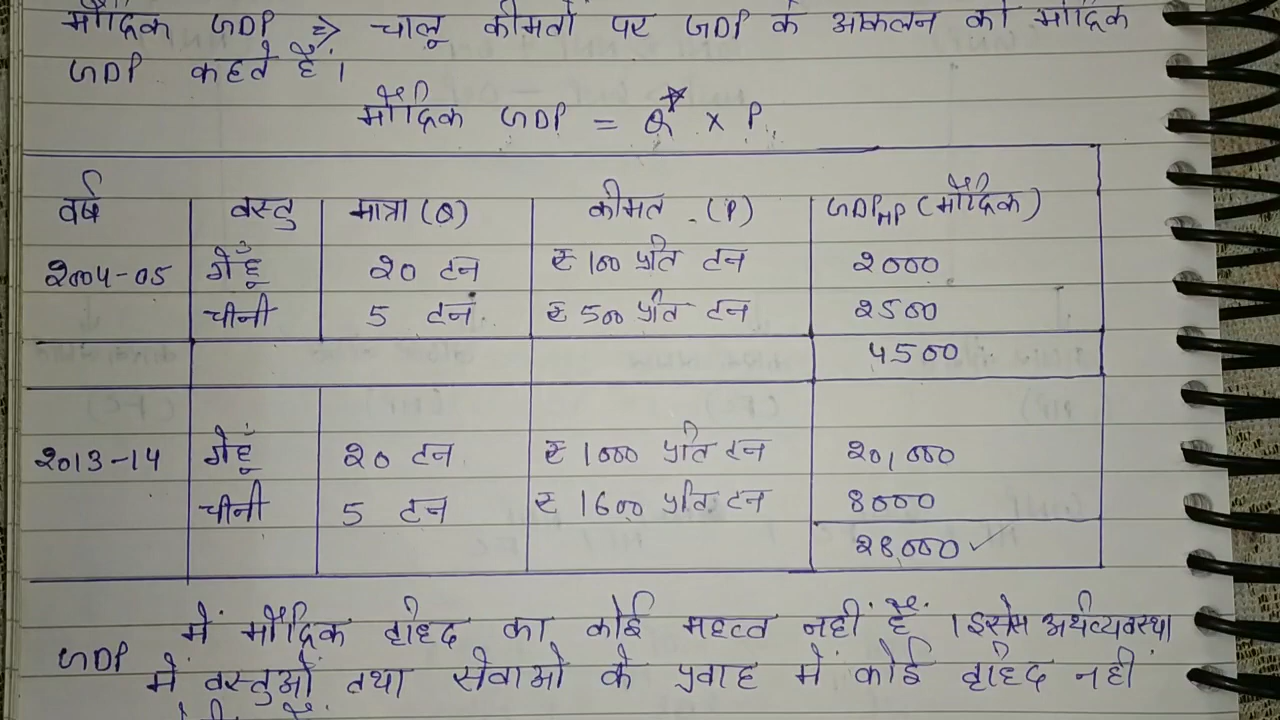 मौद्रिक GDP ⇒ चालू कीमतों पर GDP के आकलन को मौद्रिक
GDP कहते हैं।
मौद्रिक GDP = Q* × P
वर्ष वस्तु मात्रा (Q) कीमत (P) GDP_MP (मौद्रिक)
2004-05 गेहूँ 20 टन ₹ 100 प्रति टन 2000
चीनी 5 टन ₹ 500 प्रति टन 2500
4500
2013-14 गेहूँ 20 टन ₹ 1000 प्रति टन 20,000
चीनी 5 टन ₹ 1600 प्रति टन 8000
28000 ✓
GDP में मौद्रिक वृद्धि का कोई महत्व नहीं है। इससे अर्थव्यवस्था
में वस्तुओं तथा सेवाओ के प्रवाह में कोई वृद्धि नहीं